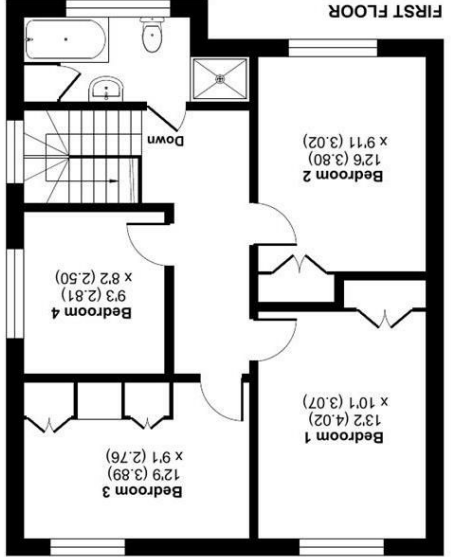 Bedroom 3
12'9 (3.89)
x 9'1 (2.76)
Bedroom 1
13'2 (4.02)
x 10'1 (3.07)
Bedroom 4
9'3 (2.81)
x 8'2 (2.50)
Bedroom 2
12'6 (3.80)
x 9'11 (3.02)
Down
FIRST FLOOR